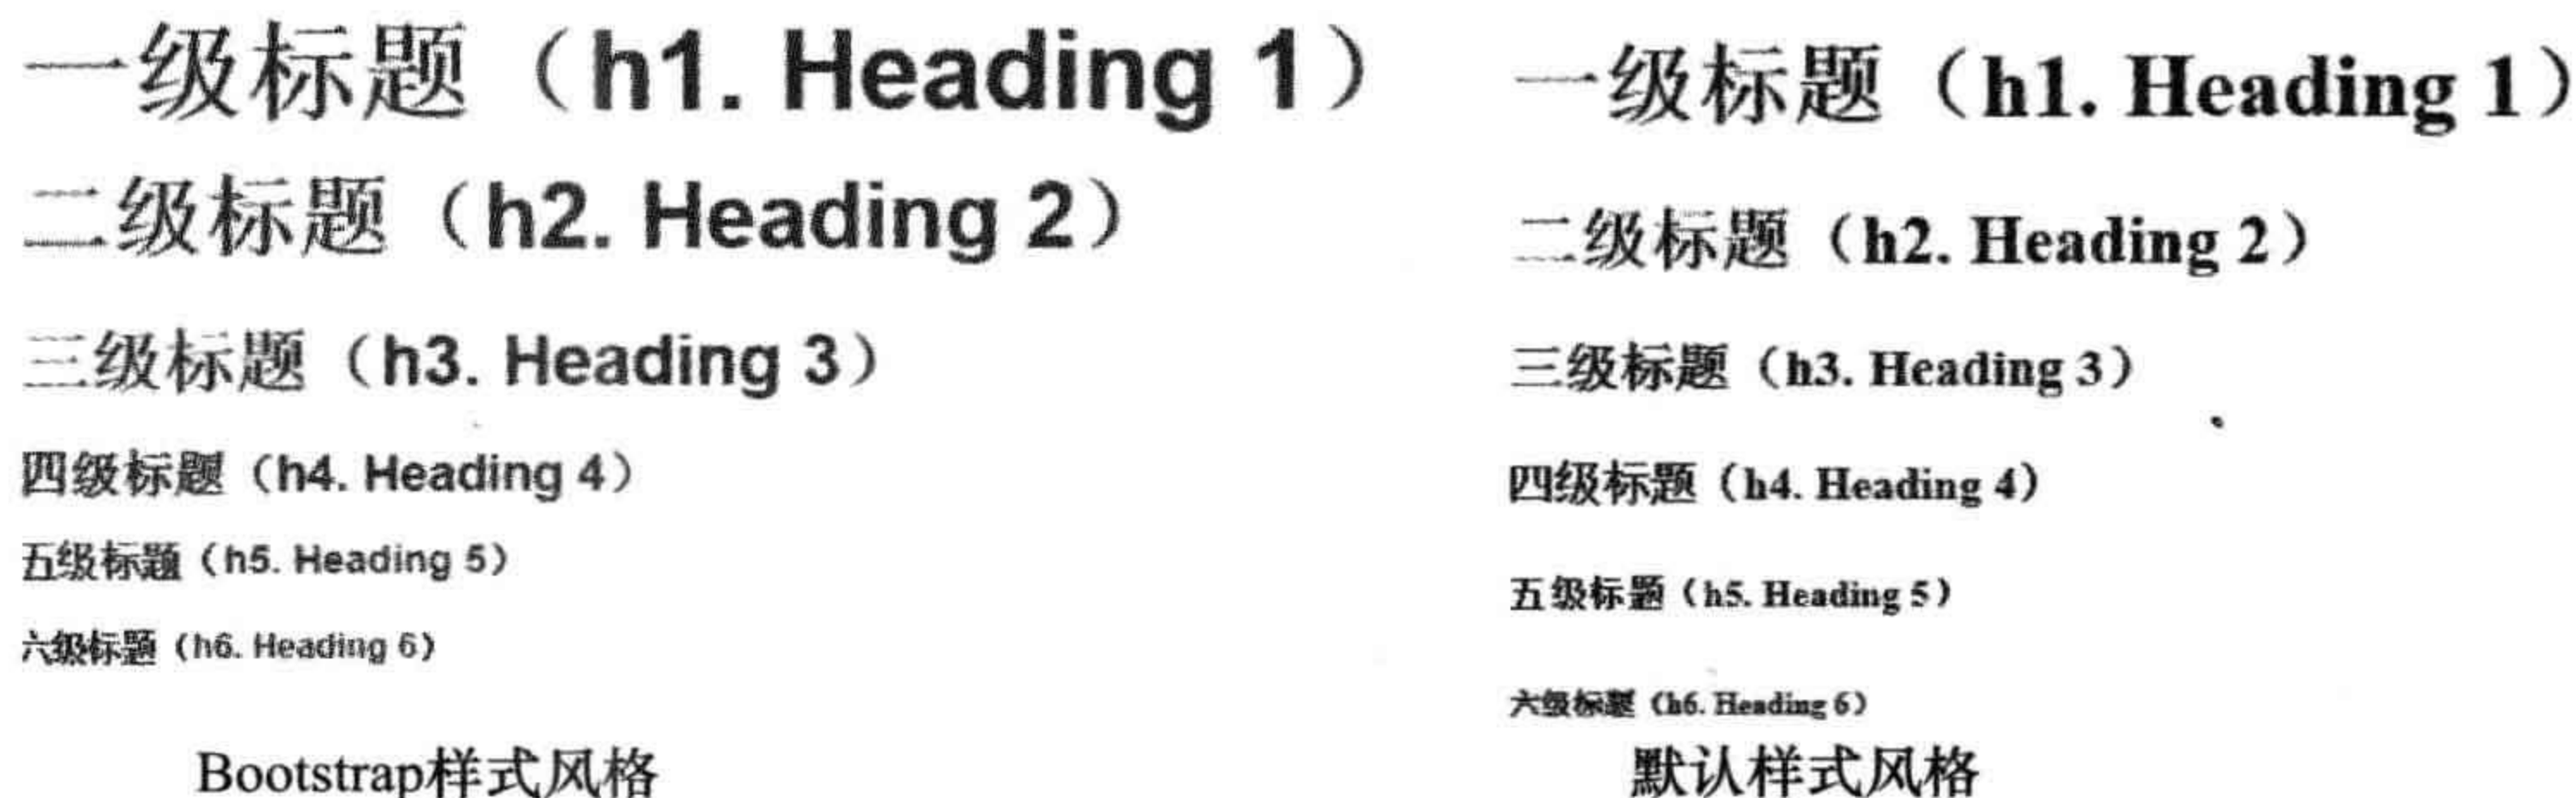 一级标题（h1. Heading 1）
二级标题（h2. Heading 2）
三级标题（h3. Heading 3）
四级标题（h4. Heading 4）
五级标题（h5. Heading 5）
六级标题（h6. Heading 6）
Bootstrap样式风格
一级标题（h1. Heading 1）
二级标题（h2. Heading 2）
三级标题（h3. Heading 3）
四级标题（h4. Heading 4）
五级标题（h5. Heading 5）
六级标题（h6. Heading 6）
默认样式风格